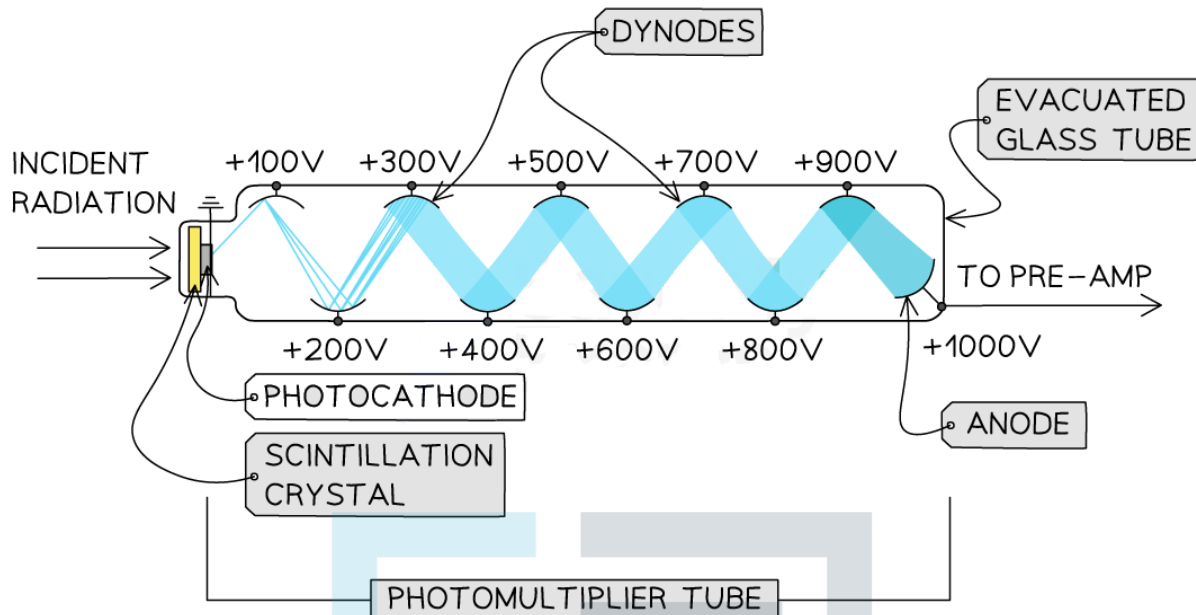 DYNODES
EVACUATED
GLASS TUBE
INCIDENT
RADIATION
+100V
+300V
+500V
+700V
+900V
TO PRE-AMP
+200V
+400V
+600V
+800V
+1000V
PHOTOCATHODE
ANODE
SCINTILLATION
CRYSTAL
PHOTOMULTIPLIER TUBE